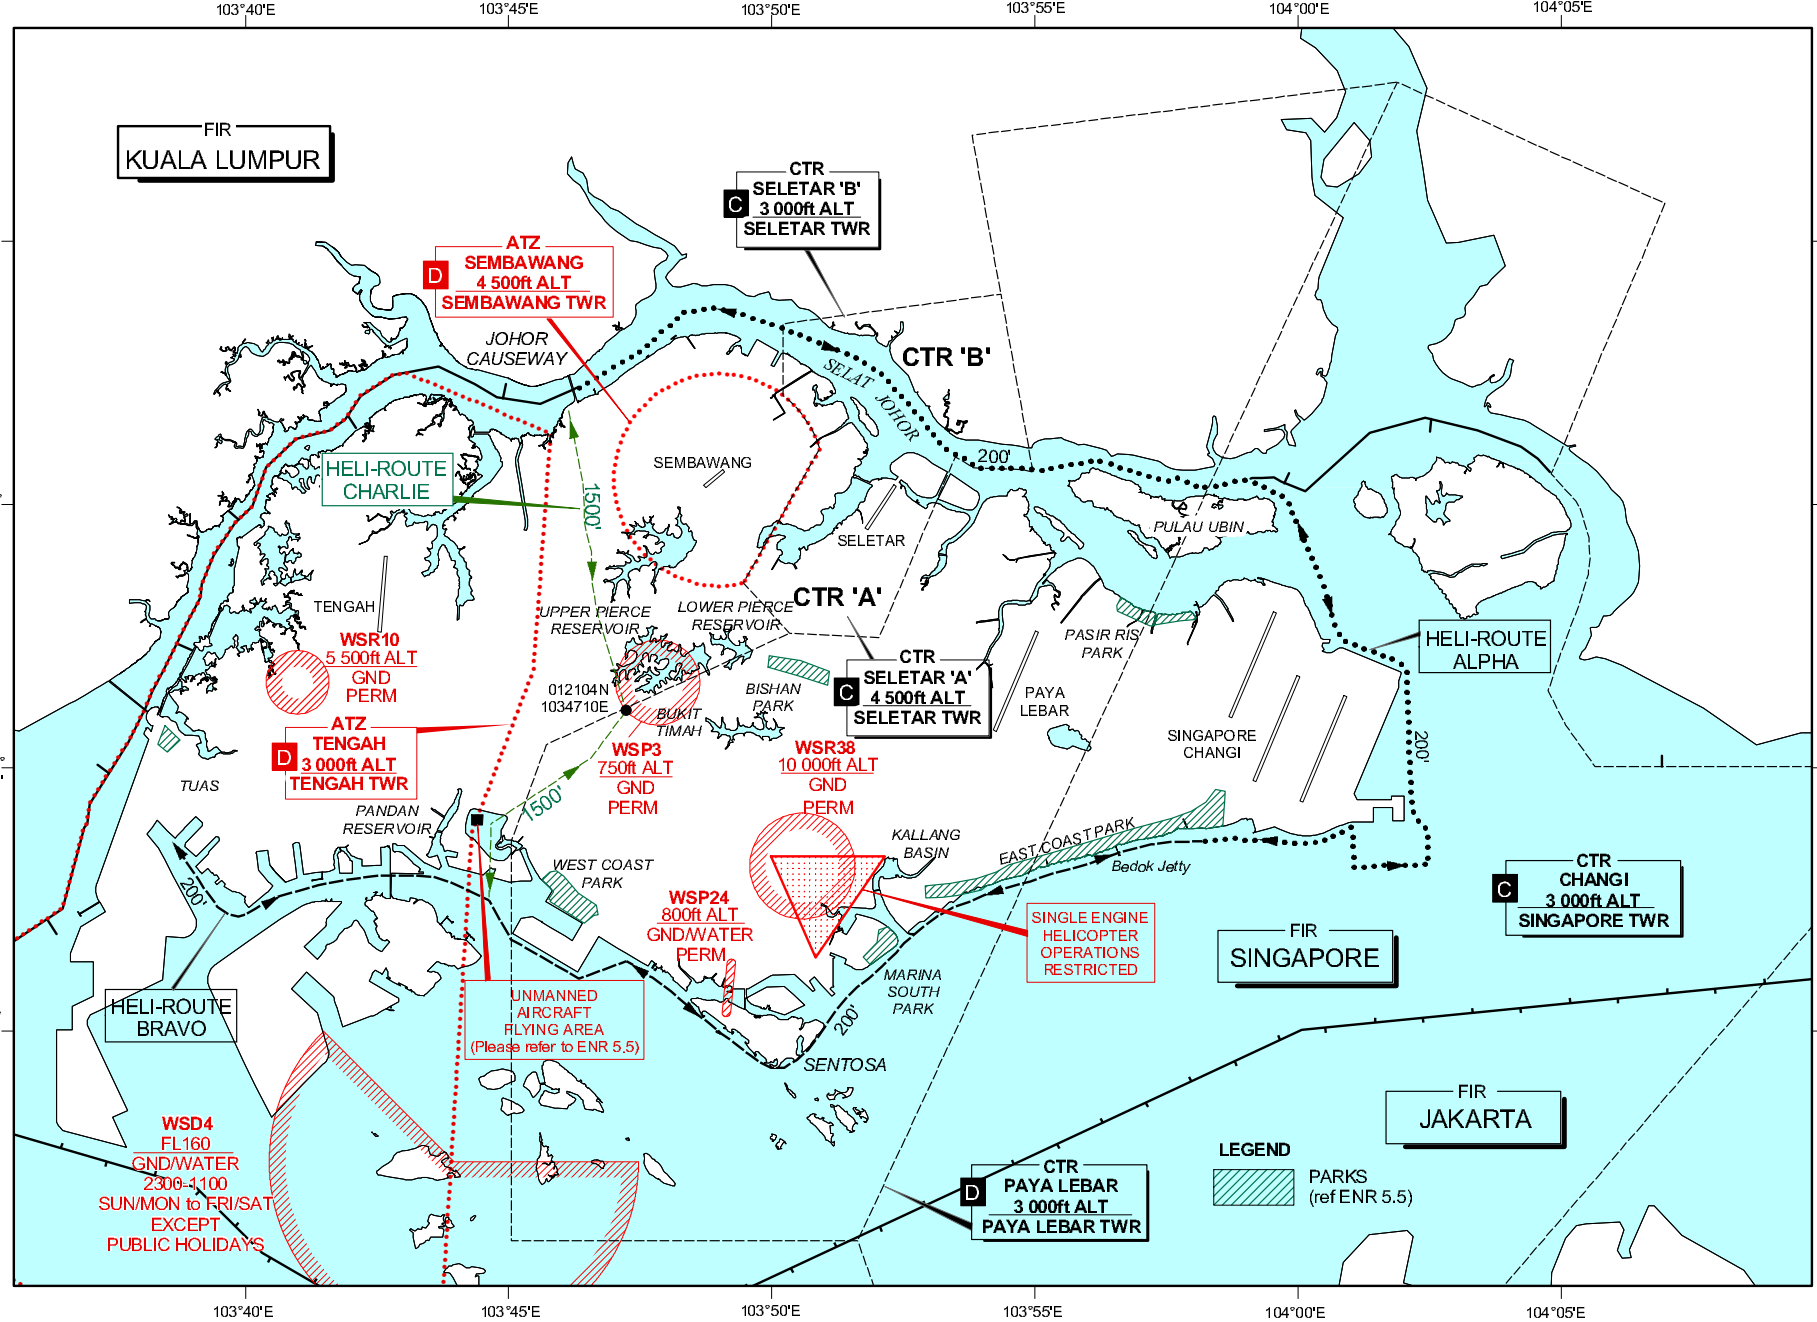 103°40'E
103°45'E
103°50'E
103°55'E
104°00'E
104°05'E
FIR
KUALA LUMPUR
CTR
SELETAR 'B'
3 000ft ALT
SELETAR TWR
C
ATZ
SEMBAWANG
4 500ft ALT
SEMBAWANG TWR
D
JOHOR
CAUSEWAY
CTR 'B'
SELAT
JOHOR
HELI-ROUTE
CHARLIE
SEMBAWANG
200'
1500'
PULAU UBIN
SELETAR
TENGAH
UPPER PIERCE
RESERVOIR
LOWER PIERCE
RESERVOIR
CTR 'A'
PASIR RIS
PARK
HELI-ROUTE
ALPHA
WSR10
5 500ft ALT
GND
PERM
012104N
1034710E
BISHAN
PARK
BUKIT
TIMAH
CTR
SELETAR 'A'
4 500ft ALT
SELETAR TWR
C
PAYA
LEBAR
SINGAPORE
CHANGI
200'
ATZ
TENGAH
3 000ft ALT
TENGAH TWR
D
WSP3
750ft ALT
GND
PERM
WSR38
10 000ft ALT
GND
PERM
TUAS
PANDAN
RESERVOIR
1500'
KALLANG
BASIN
EAST COAST PARK
Bedok Jetty
WEST COAST
PARK
200'
WSP24
800ft ALT
GND/WATER
PERM
SINGLE ENGINE
HELICOPTER
OPERATIONS
RESTRICTED
CTR
CHANGI
3 000ft ALT
SINGAPORE TWR
C
FIR
SINGAPORE
MARINA
SOUTH
PARK
HELI-ROUTE
BRAVO
UNMANNED
AIRCRAFT
FLYING AREA
(Please refer to ENR 5.5)
200'
SENTOSA
FIR
JAKARTA
WSD4
FL160
GND/WATER
2300-1100
SUN/MON to FRI/SAT
EXCEPT
PUBLIC HOLIDAYS
CTR
PAYA LEBAR
3 000ft ALT
PAYA LEBAR TWR
D
LEGEND
PARKS
(ref ENR 5.5)
103°40'E
103°45'E
103°50'E
103°55'E
104°00'E
104°05'E